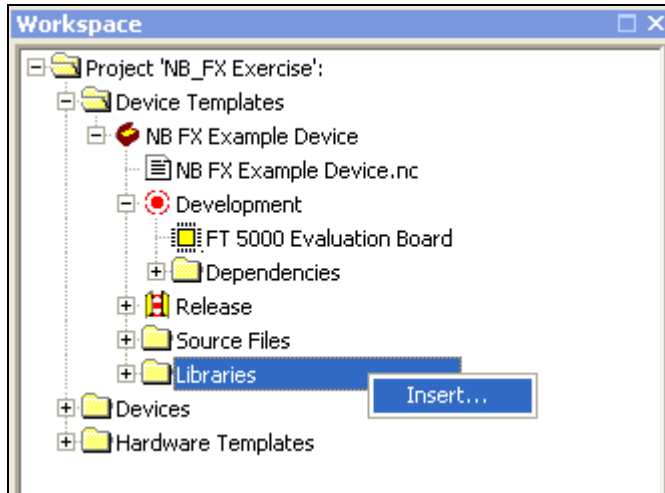 Workspace
Project 'NB_FX Exercise':
Device Templates
NB FX Example Device
NB FX Example Device.nc
Development
FT 5000 Evaluation Board
Dependencies
Release
Source Files
Libraries
Insert...
Devices
Hardware Templates